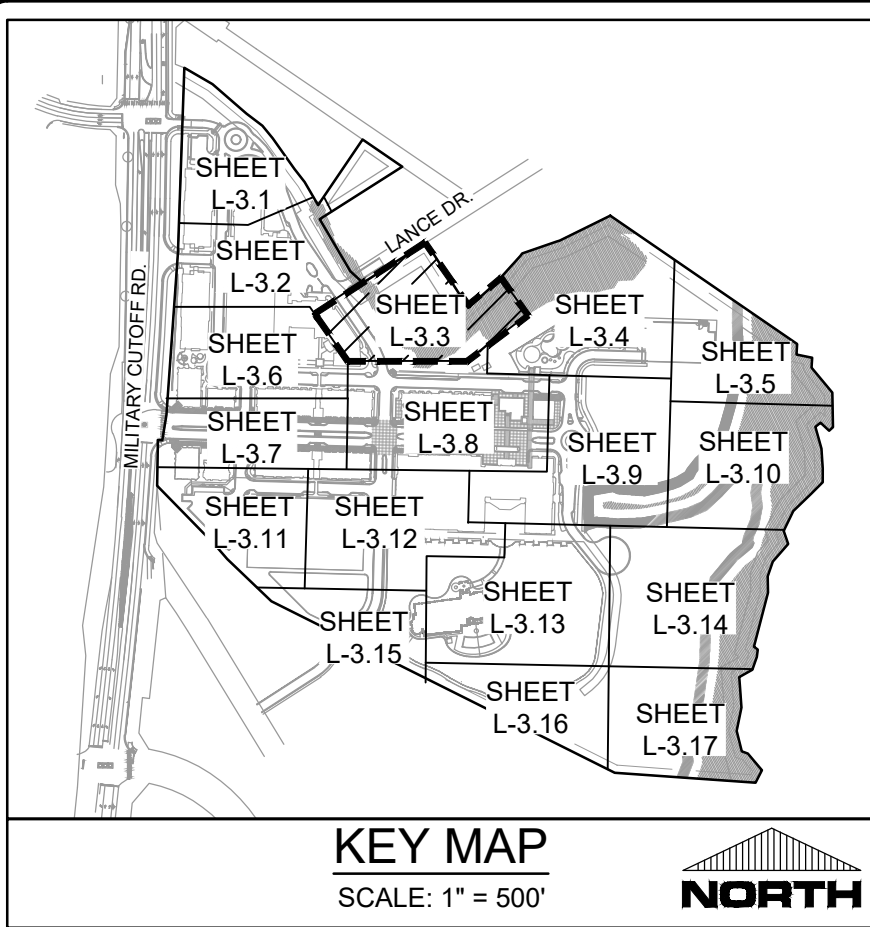 SHEET
L-3.1
LANCE DR.
SHEET
L-3.2
MILITARY CUTOFF RD.
SHEET
L-3.3
SHEET
L-3.4
SHEET
L-3.5
SHEET
L-3.6
SHEET
L-3.7
SHEET
L-3.8
SHEET
L-3.9
SHEET
L-3.10
SHEET
L-3.11
SHEET
L-3.12
SHEET
L-3.13
SHEET
L-3.14
SHEET
L-3.15
SHEET
L-3.16
SHEET
L-3.17
KEY MAP
SCALE: 1" = 500'
NORTH